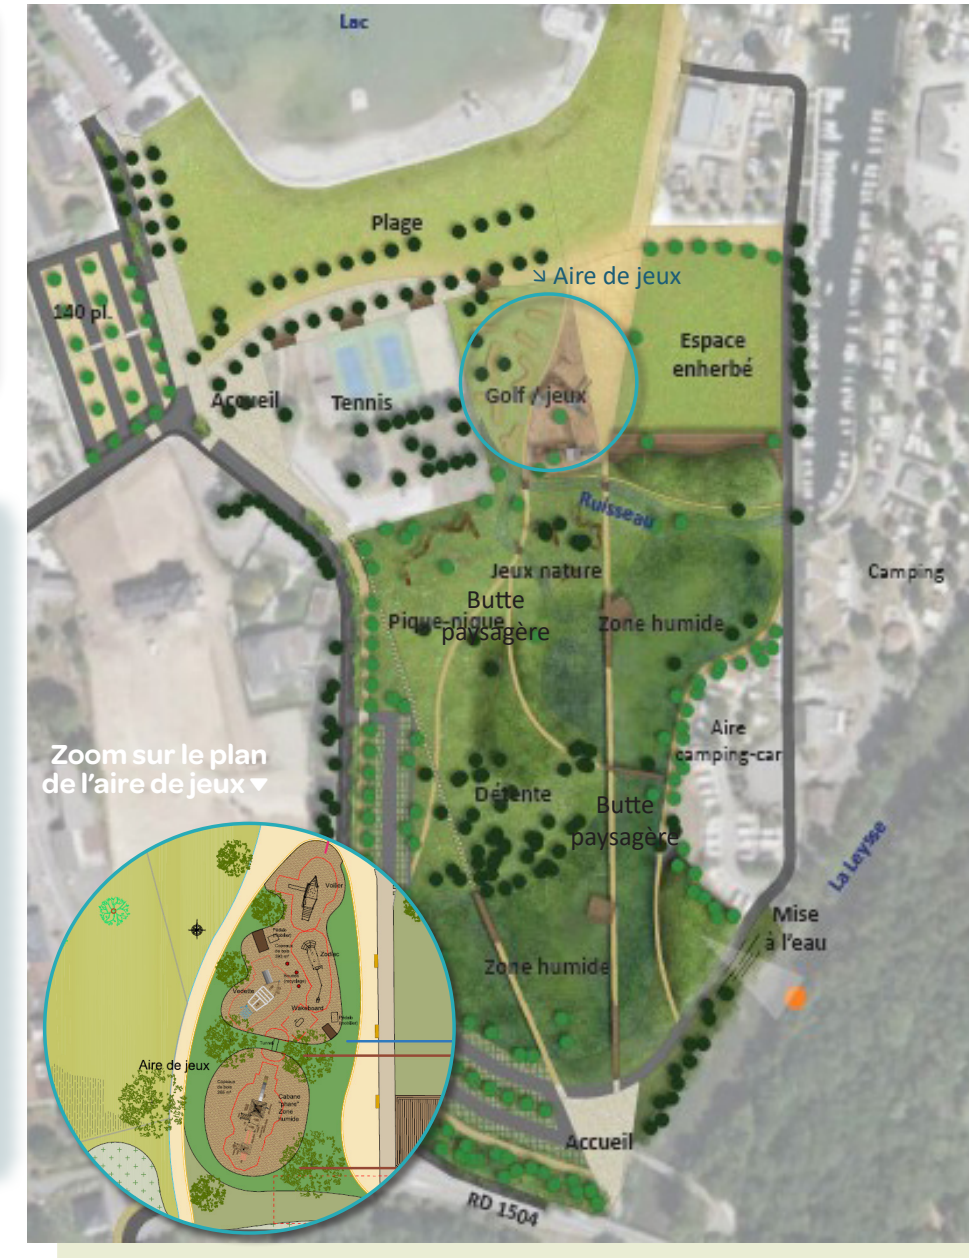 Lac
Plage
↘ Aire de jeux
140 pl.
Espace
enherbé
Golf / jeux
Accueil
Tennis
Ruisseau
Jeux nature
Camping
Butte
paysagère
Pique-nique
Zone humide
Aire
camping-car
Zoom sur le plan
de l'aire de jeux ▼
Détente
Butte
paysagère
La Leysse
Mise
à l'eau
Zone humide
Voilier
Zodiac
Vedette
Wakeboard
Aire de jeux
Cabane
"phare"
Zone
humide
Accueil
RD 1504